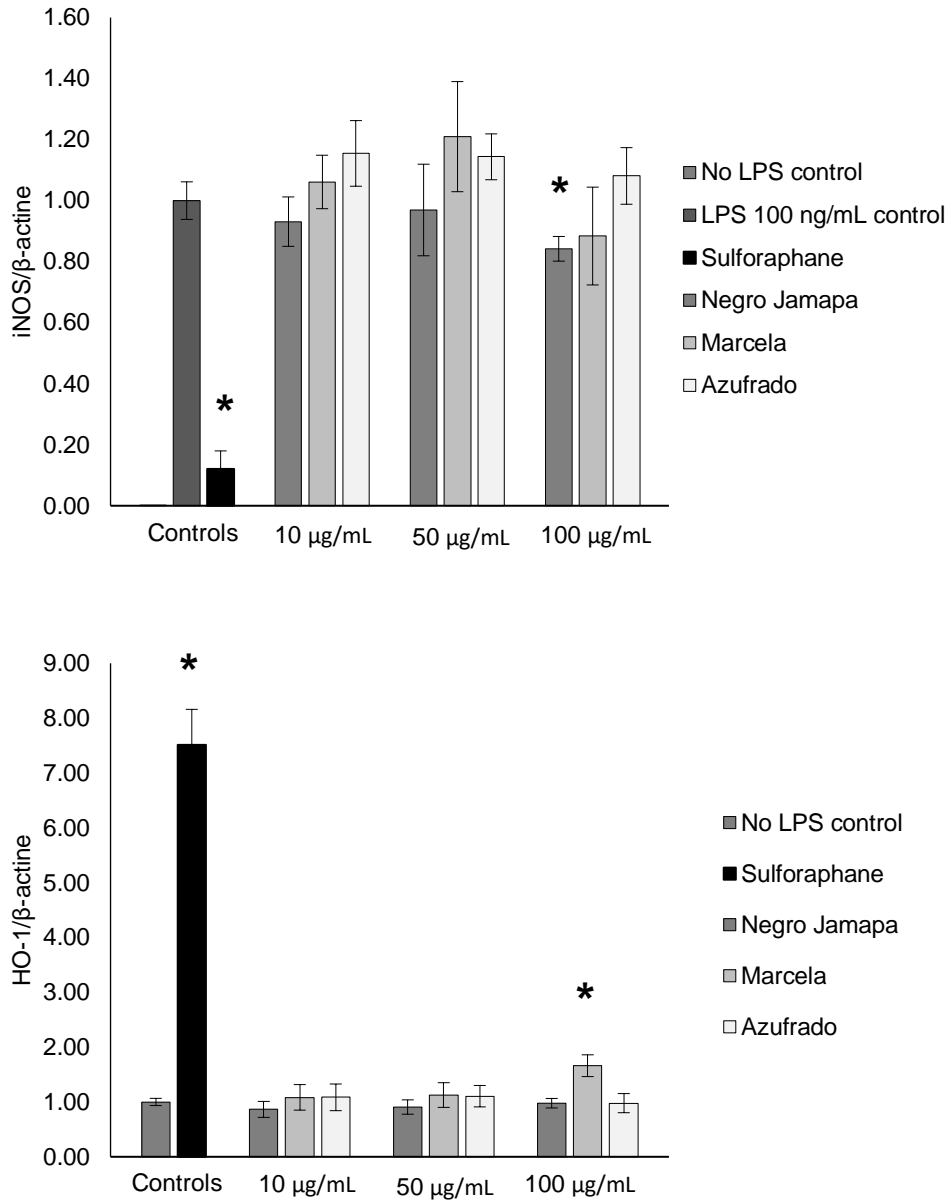 1.60
1.40
1.20
1.00
0.80
0.60
0.40
0.20
0.00
iNOS/β-actine
*
*
Controls
10 µg/mL
50 µg/mL
100 µg/mL
No LPS control
LPS 100 ng/mL control
Sulforaphane
Negro Jamapa
Marcela
Azufrado
9.00
8.00
7.00
6.00
5.00
4.00
3.00
2.00
1.00
0.00
HO-1/β-actine
*
*
Controls
10 µg/mL
50 µg/mL
100 µg/mL
No LPS control
Sulforaphane
Negro Jamapa
Marcela
Azufrado